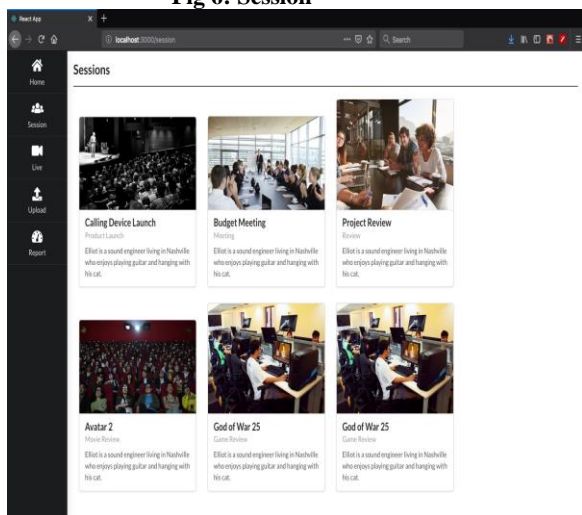 Fig 6: Session
React App
localhost:3000/session
Search
Home
Session
Live
Upload
Report
Sessions
Calling Device Launch
Product Launch
Elliot is a sound engineer living in Nashville
who enjoys playing guitar and hanging with
his cat.
Budget Meeting
Meeting
Elliot is a sound engineer living in Nashville
who enjoys playing guitar and hanging with
his cat.
Project Review
Review
Elliot is a sound engineer living in Nashville
who enjoys playing guitar and hanging with
his cat.
Avatar 2
Movie Review
Elliot is a sound engineer living in Nashville
who enjoys playing guitar and hanging with
his cat.
God of War 25
Game Review
Elliot is a sound engineer living in Nashville
who enjoys playing guitar and hanging with
his cat.
God of War 25
Game Review
Elliot is a sound engineer living in Nashville
who enjoys playing guitar and hanging with
his cat.